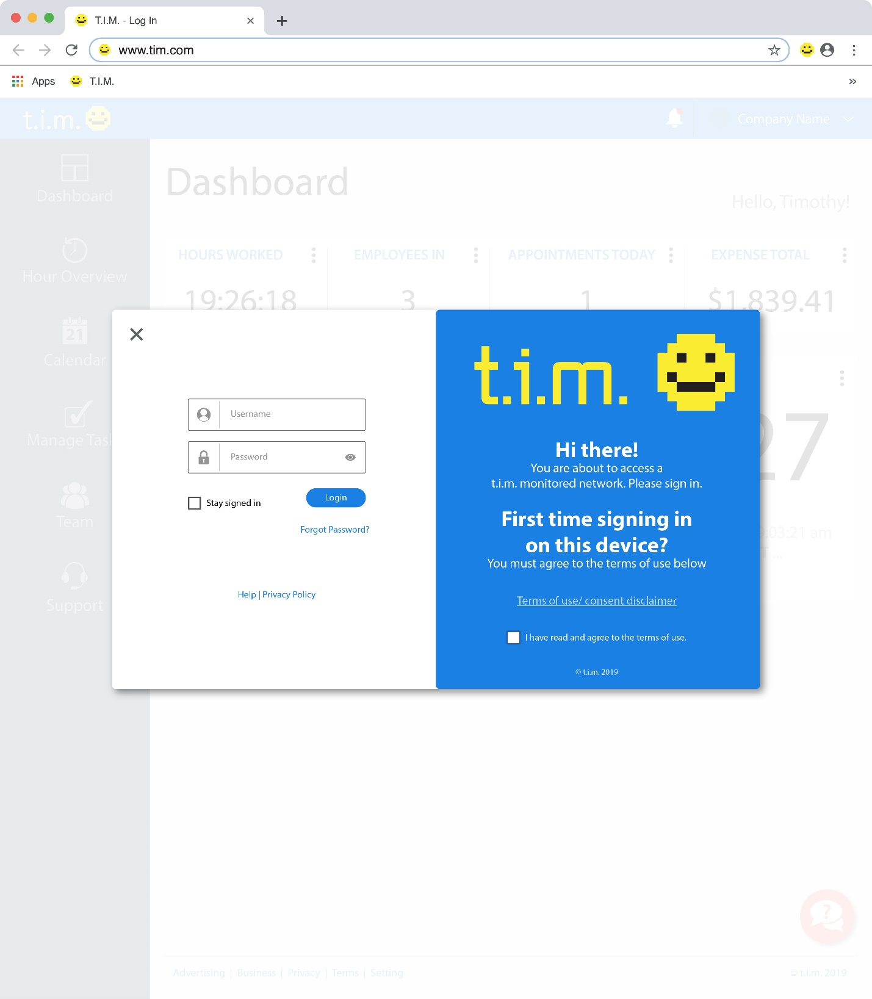 T.I.M. - Log In
www.tim.com
Apps
T.I.M.
t.i.m.
Company Name
Dashboard
Hour Overview
21
Calendar
Manage Tas
Team
Support
Dashboard
Hello, Timothy!
HOURS WORKED
EMPLOYEES IN
APPOINTMENTS TODAY
EXPENSE TOTAL
19:26:18
3
1
$1,839.41
27
:03:21 am
Username
Password
Stay signed in
Login
Forgot Password?
Help | Privacy Policy
t.i.m.
Hi there!
You are about to access a
t.i.m. monitored network. Please sign in.
First time signing in
on this device?
You must agree to the terms of use below
Terms of use/ consent disclaimer
I have read and agree to the terms of use.
© t.i.m. 2019
?
Advertising | Business | Privacy | Terms | Setting
© t.i.m. 2019